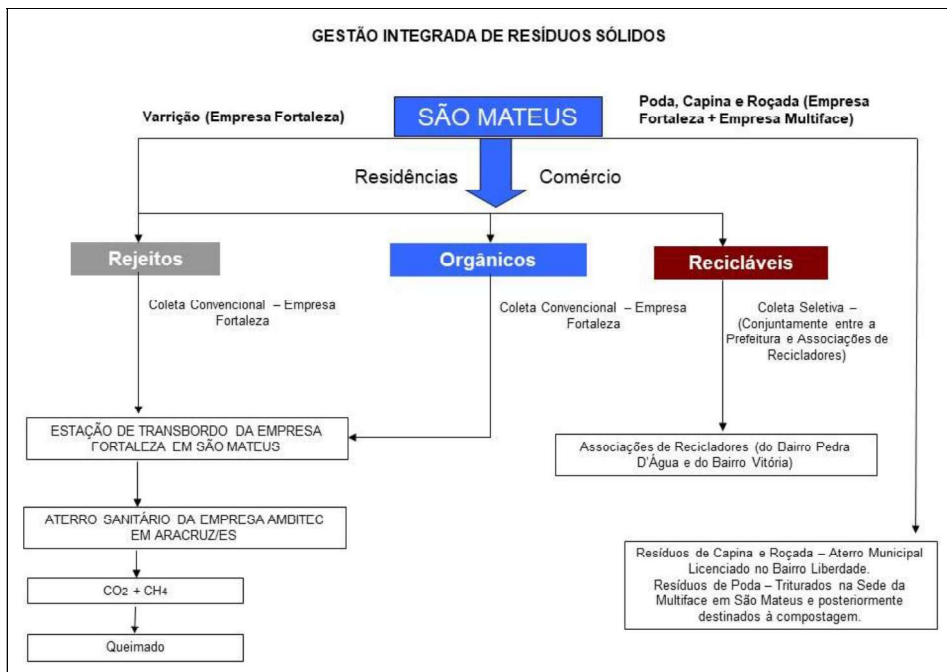 GESTÃO INTEGRADA DE RESÍDUOS SÓLIDOS
Varrição (Empresa Fortaleza)
SÃO MATEUS
Poda, Capina e Roçada (Empresa
Fortaleza + Empresa Multiface)
Residências
Comércio
Rejeitos
Orgânicos
Recicláveis
Coleta Convencional – Empresa
Fortaleza
Coleta Convencional – Empresa
Fortaleza
Coleta Seletiva –
(Conjuntamente entre a
Prefeitura e Associações de
Recicladores)
ESTAÇÃO DE TRANSBORDO DA EMPRESA
FORTALEZA EM SÃO MATEUS
Associações de Recicladores (do Bairro Pedra
D'Água e do Bairro Vitória)
ATERRO SANITÁRIO DA EMPRESA AMBITEC
EM ARACRUZ/ES
Resíduos de Capina e Roçada – Aterro Municipal
Licenciado no Bairro Liberdade.
Resíduos de Poda – Triturados na Sede da
Multiface em São Mateus e posteriormente
destinados à compostagem.
CO2 + CH4
Queimado